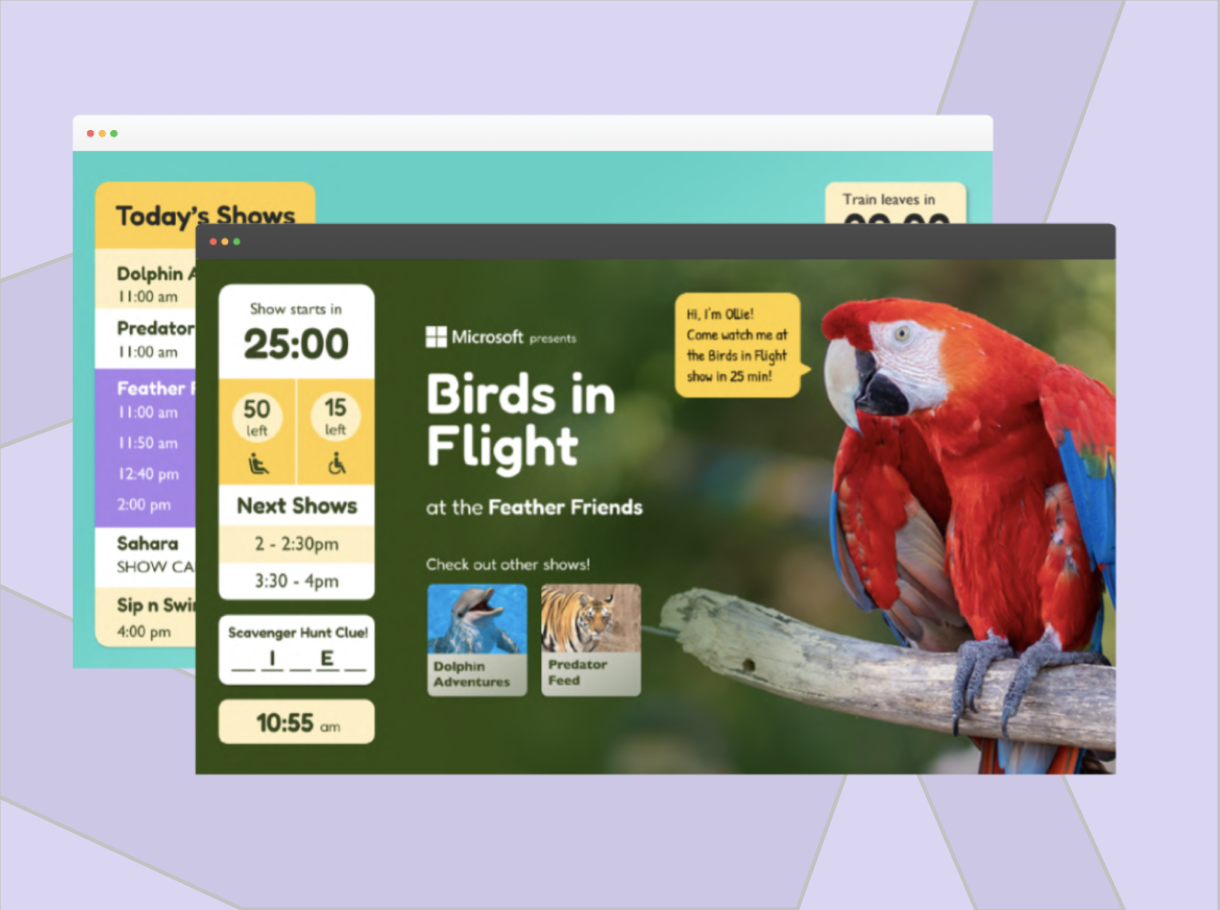 Today's Shows
Dolphin
11:00 am
Predator
11:00 am
Feather
11:00 am
11:50 am
12:40 pm
2:00 pm
Sahara
SHOW
Sip n
4:00 pm
Train leaves in
Show starts in
25:00
50
left
15
left
Next Shows
2 - 2:30pm
3:30 - 4pm
Scavenger Hunt Clue!
_ I _ E _
10:55 am
Microsoft presents
Birds in
Flight
at the Feather Friends
Check out other shows!
Dolphin
Adventures
Predator
Feed
Hi, I'm Ollie!
Come watch me at
the Birds in Flight
show in 25 min!